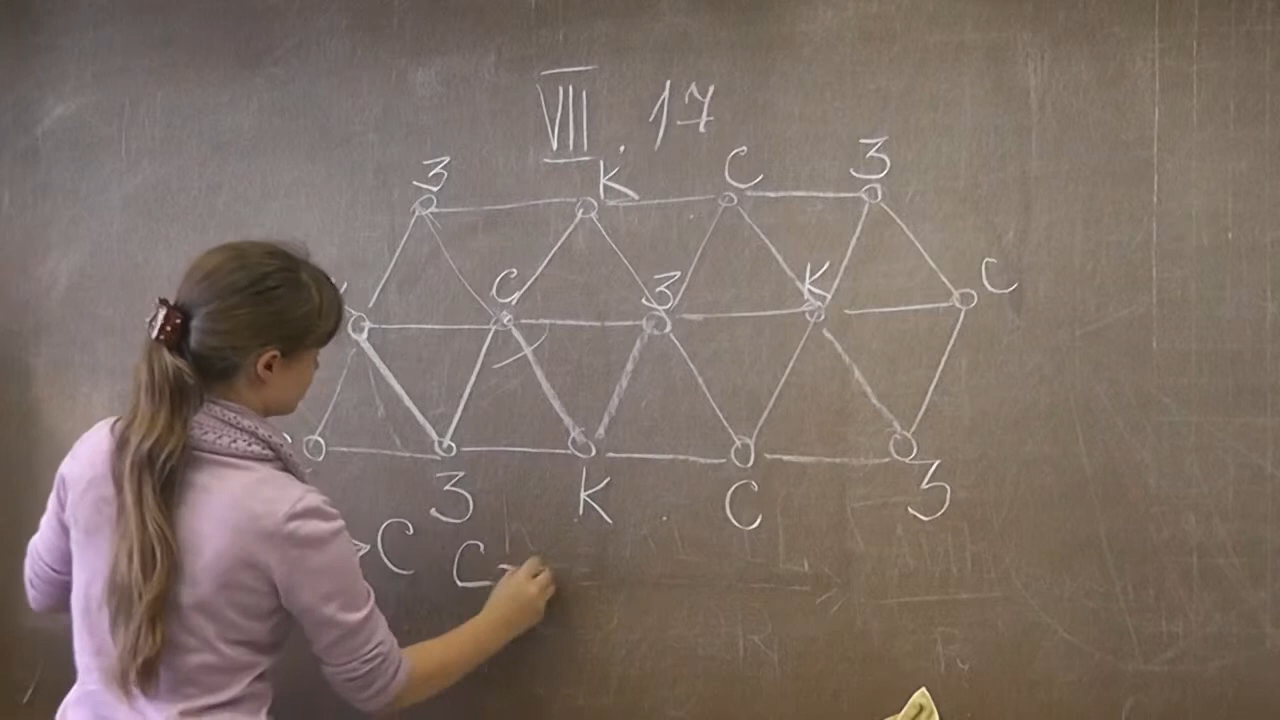 VII. 17
З К С З
С З К С
З К С З
С С